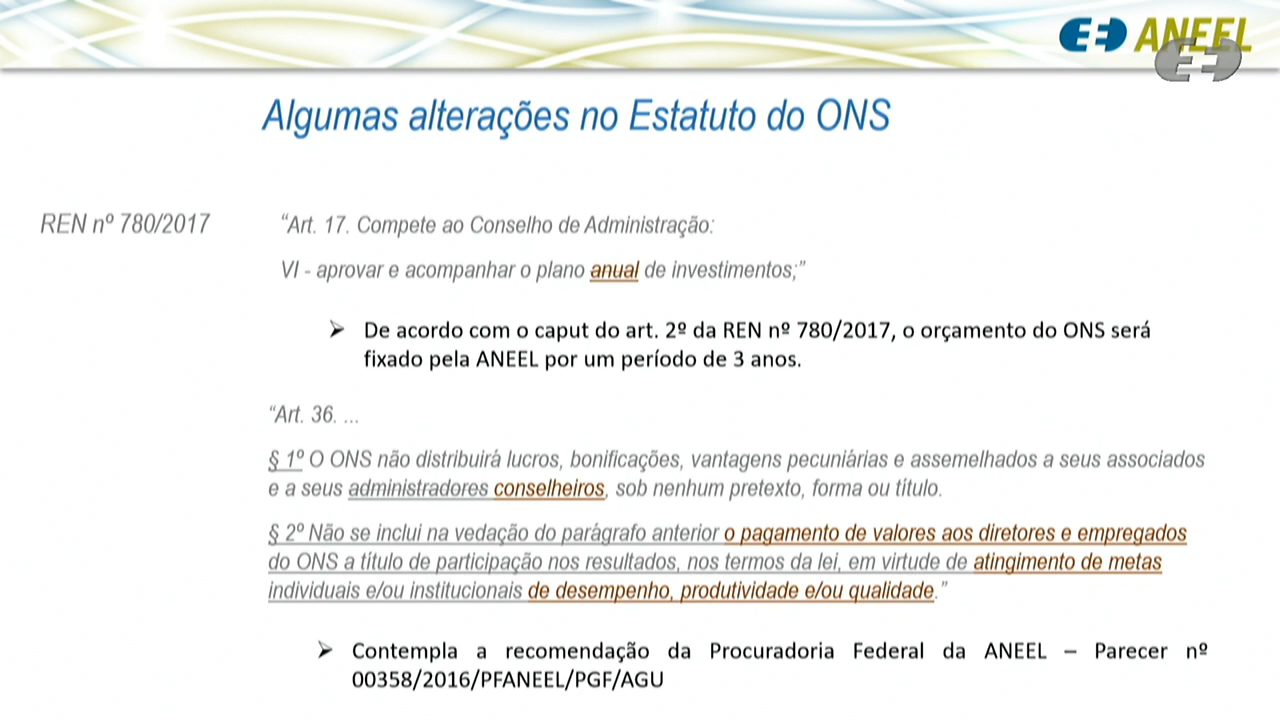 ANEEL
Algumas alterações no Estatuto do ONS
REN nº 780/2017
“Art. 17. Compete ao Conselho de Administração:
VI - aprovar e acompanhar o plano anual de investimentos;”
➢ De acordo com o caput do art. 2º da REN nº 780/2017, o orçamento do ONS será
fixado pela ANEEL por um período de 3 anos.
“Art. 36. ...
§ 1º O ONS não distribuirá lucros, bonificações, vantagens pecuniárias e assemelhados a seus associados
e a seus administradores conselheiros, sob nenhum pretexto, forma ou título.
§ 2º Não se inclui na vedação do parágrafo anterior o pagamento de valores aos diretores e empregados
do ONS a título de participação nos resultados, nos termos da lei, em virtude de atingimento de metas
individuais e/ou institucionais de desempenho, produtividade e/ou qualidade.”
➢ Contempla a recomendação da Procuradoria Federal da ANEEL – Parecer nº
00358/2016/PFANEEL/PGF/AGU